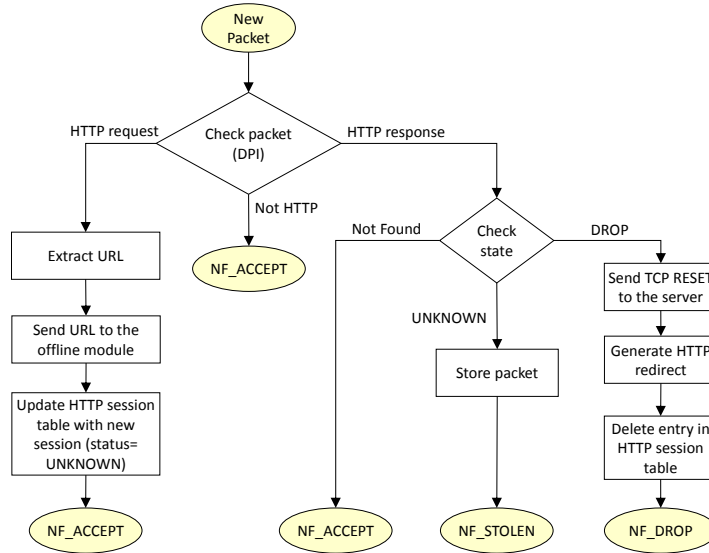 New
Packet
HTTP request
Check packet
(DPI)
HTTP response
Not HTTP
NF_ACCEPT
Extract URL
Send URL to the
offline module
Update HTTP session
table with new
session (status=
UNKNOWN)
NF_ACCEPT
Not Found
Check
state
DROP
UNKNOWN
NF_ACCEPT
Store packet
NF_STOLEN
Send TCP RESET
to the server
Generate HTTP
redirect
Delete entry in
HTTP session
table
NF_DROP